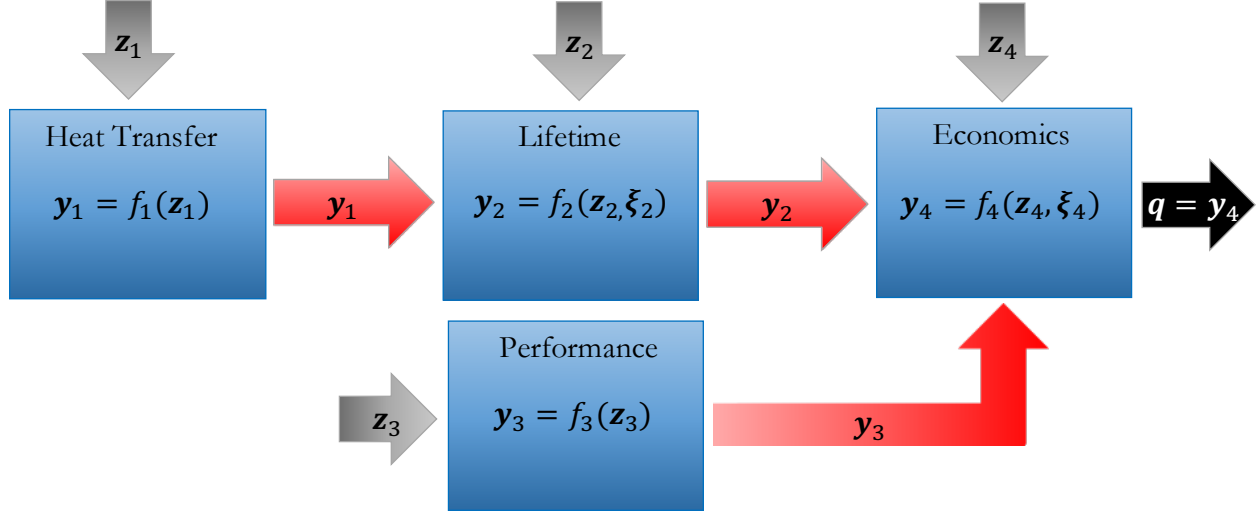 z₁
z₂
z₄
Heat Transfer
y₁ = f₁(z₁)
y₁
Lifetime
y₂ = f₂(z₂,ξ₂)
y₂
Economics
y₄ = f₄(z₄, ξ₄)
q = y₄
z₃
Performance
y₃ = f₃(z₃)
y₃